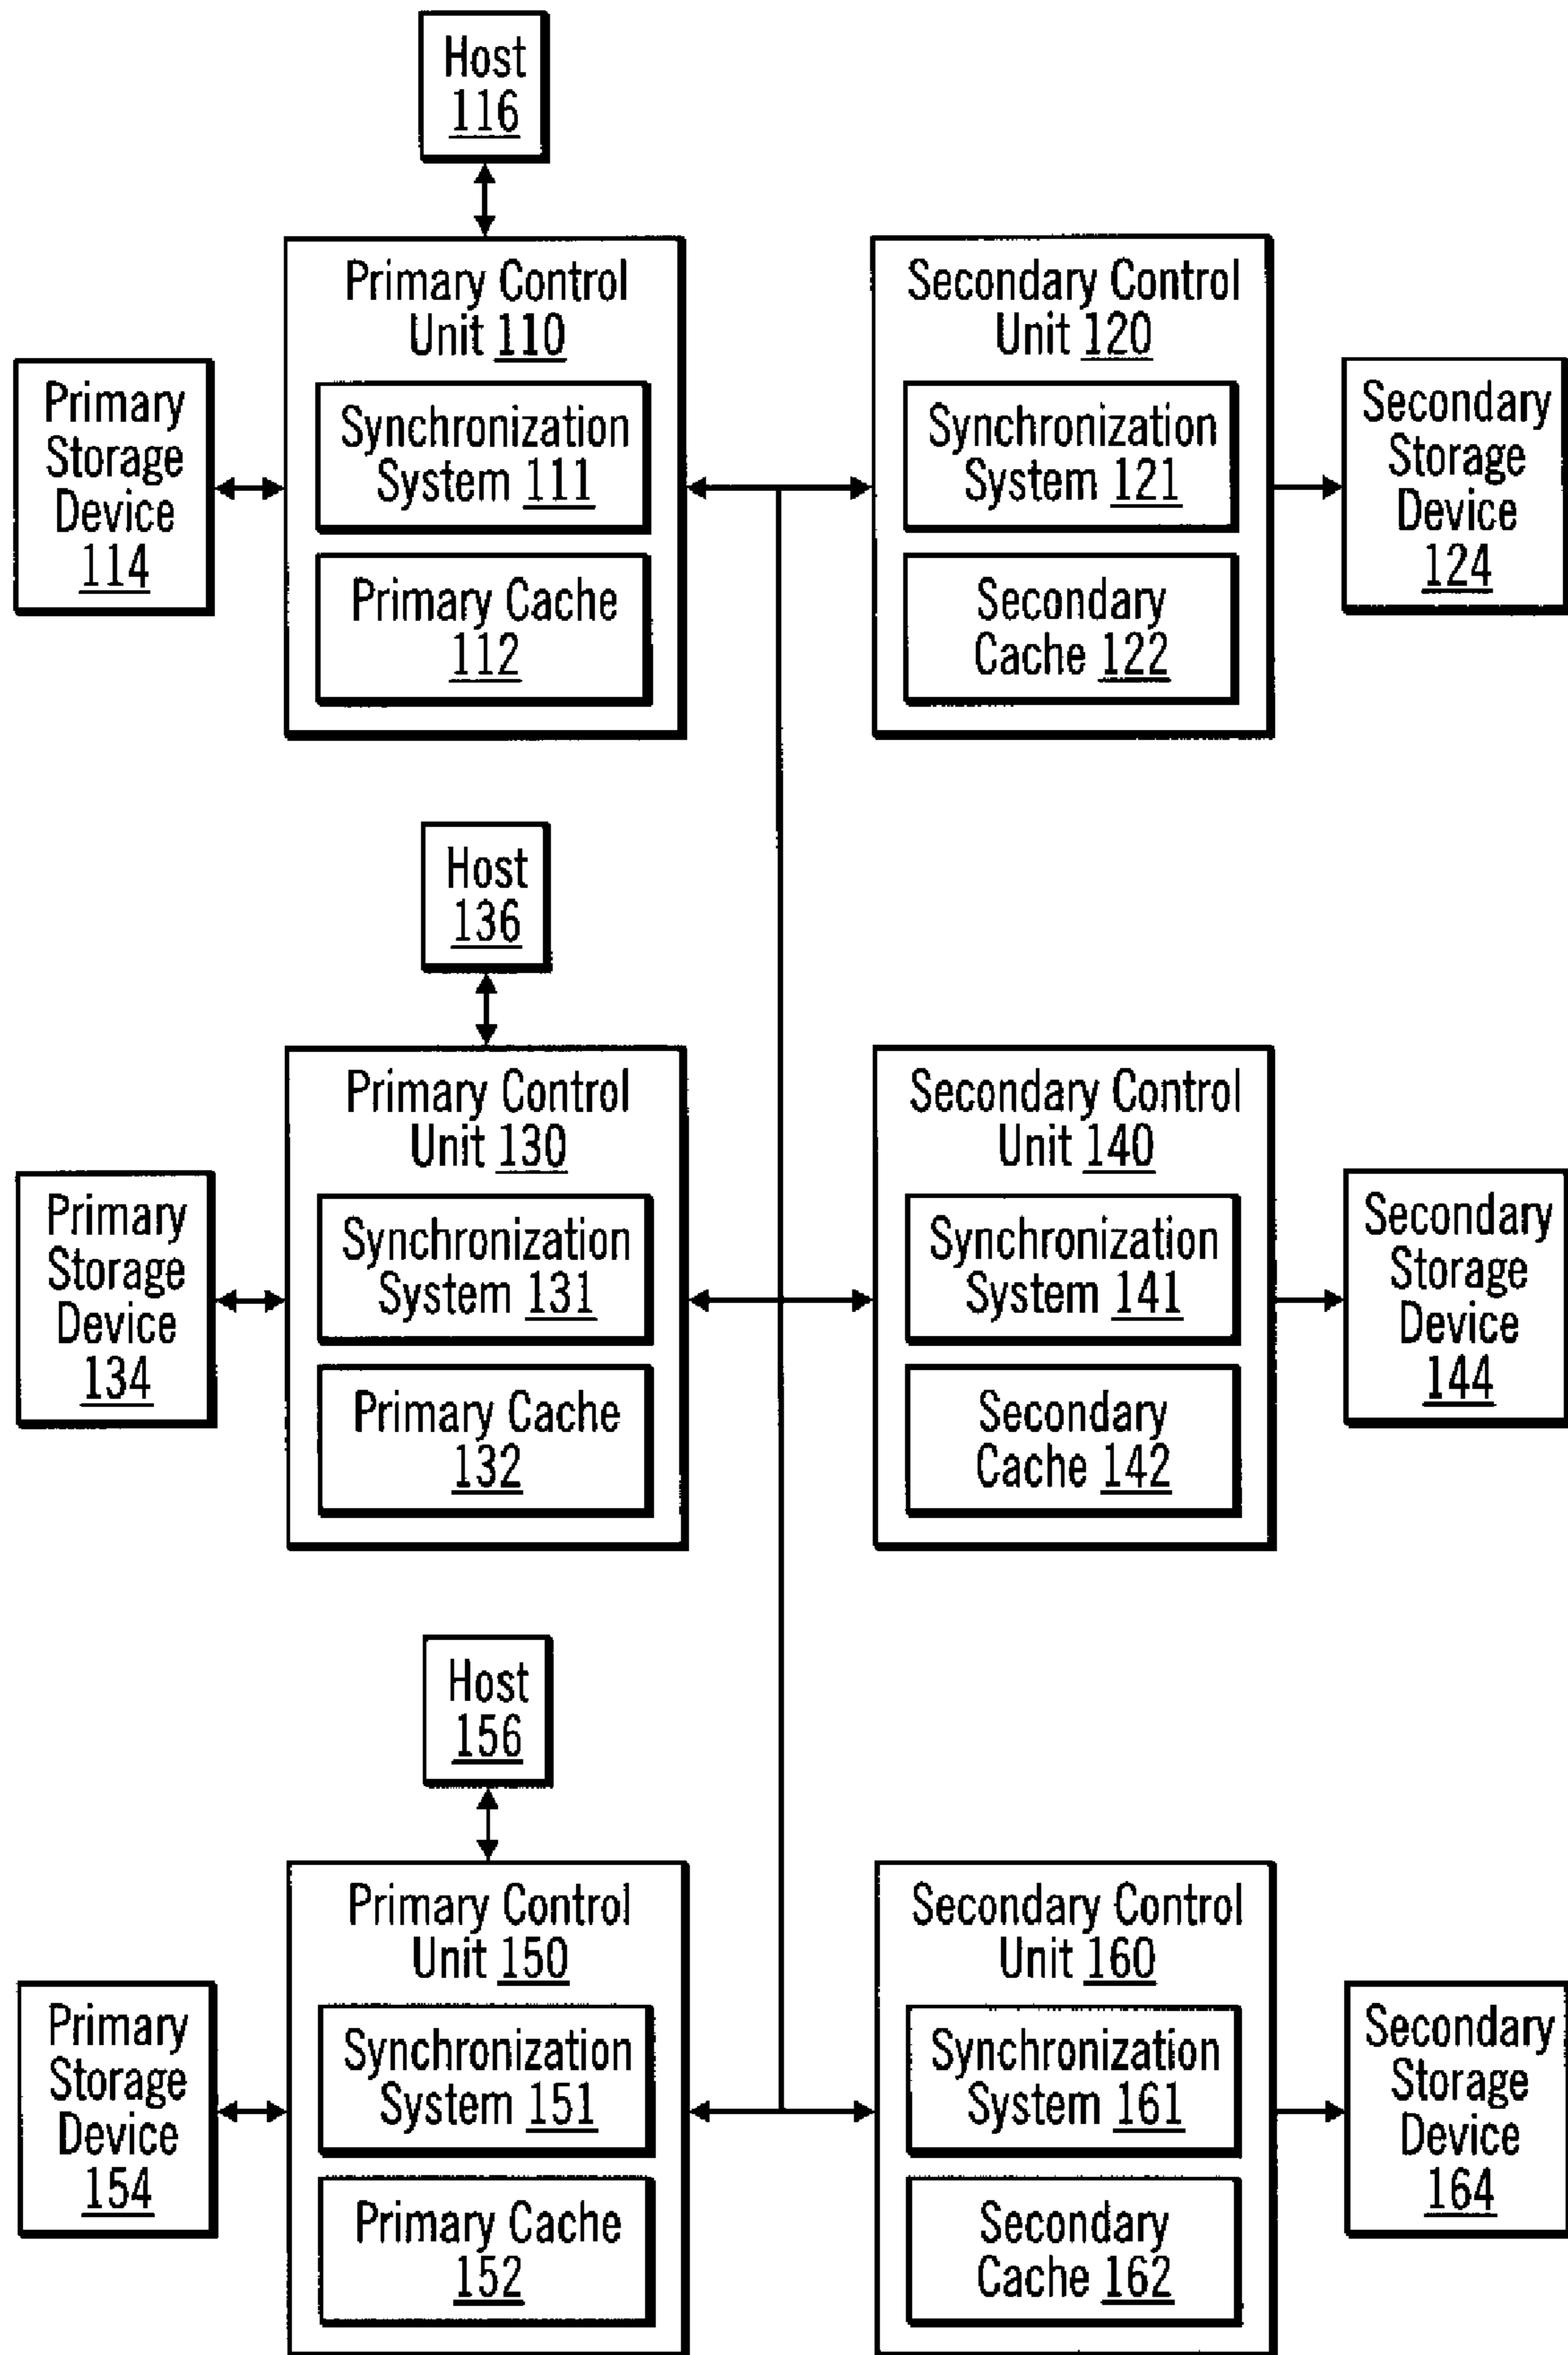 Host
116
Primary Control
Unit 110
Synchronization
System 111
Primary Cache
112
Primary
Storage
Device
114
Secondary Control
Unit 120
Synchronization
System 121
Secondary
Cache 122
Secondary
Storage
Device
124
Host
136
Primary Control
Unit 130
Synchronization
System 131
Primary Cache
132
Primary
Storage
Device
134
Secondary Control
Unit 140
Synchronization
System 141
Secondary
Cache 142
Secondary
Storage
Device
144
Host
156
Primary Control
Unit 150
Synchronization
System 151
Primary Cache
152
Primary
Storage
Device
154
Secondary Control
Unit 160
Synchronization
System 161
Secondary
Cache 162
Secondary
Storage
Device
164